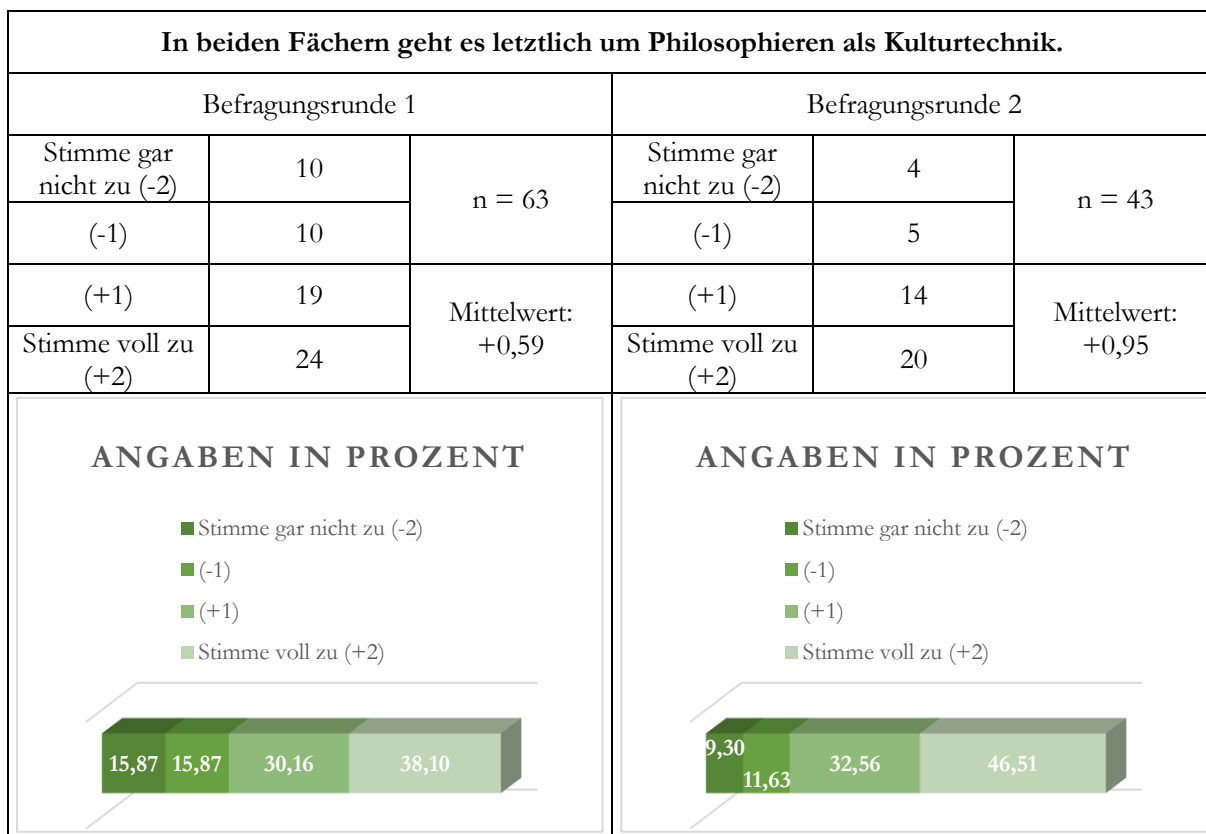 In beiden Fächern geht es letztlich um Philosophieren als Kulturtechnik.
Befragungsrunde 1
Stimme gar
nicht zu (-2)
10
n = 63
(-1)
10
(+1)
19
Mittelwert:
+0,59
Stimme voll zu
(+2)
24
ANGABEN IN PROZENT
Stimme gar nicht zu (-2)
(-1)
(+1)
Stimme voll zu (+2)
15,87 15,87 30,16 38,10
Befragungsrunde 2
Stimme gar
nicht zu (-2)
4
n = 43
(-1)
5
(+1)
14
Mittelwert:
+0,95
Stimme voll zu
(+2)
20
ANGABEN IN PROZENT
Stimme gar nicht zu (-2)
(-1)
(+1)
Stimme voll zu (+2)
9,30 11,63 32,56 46,51